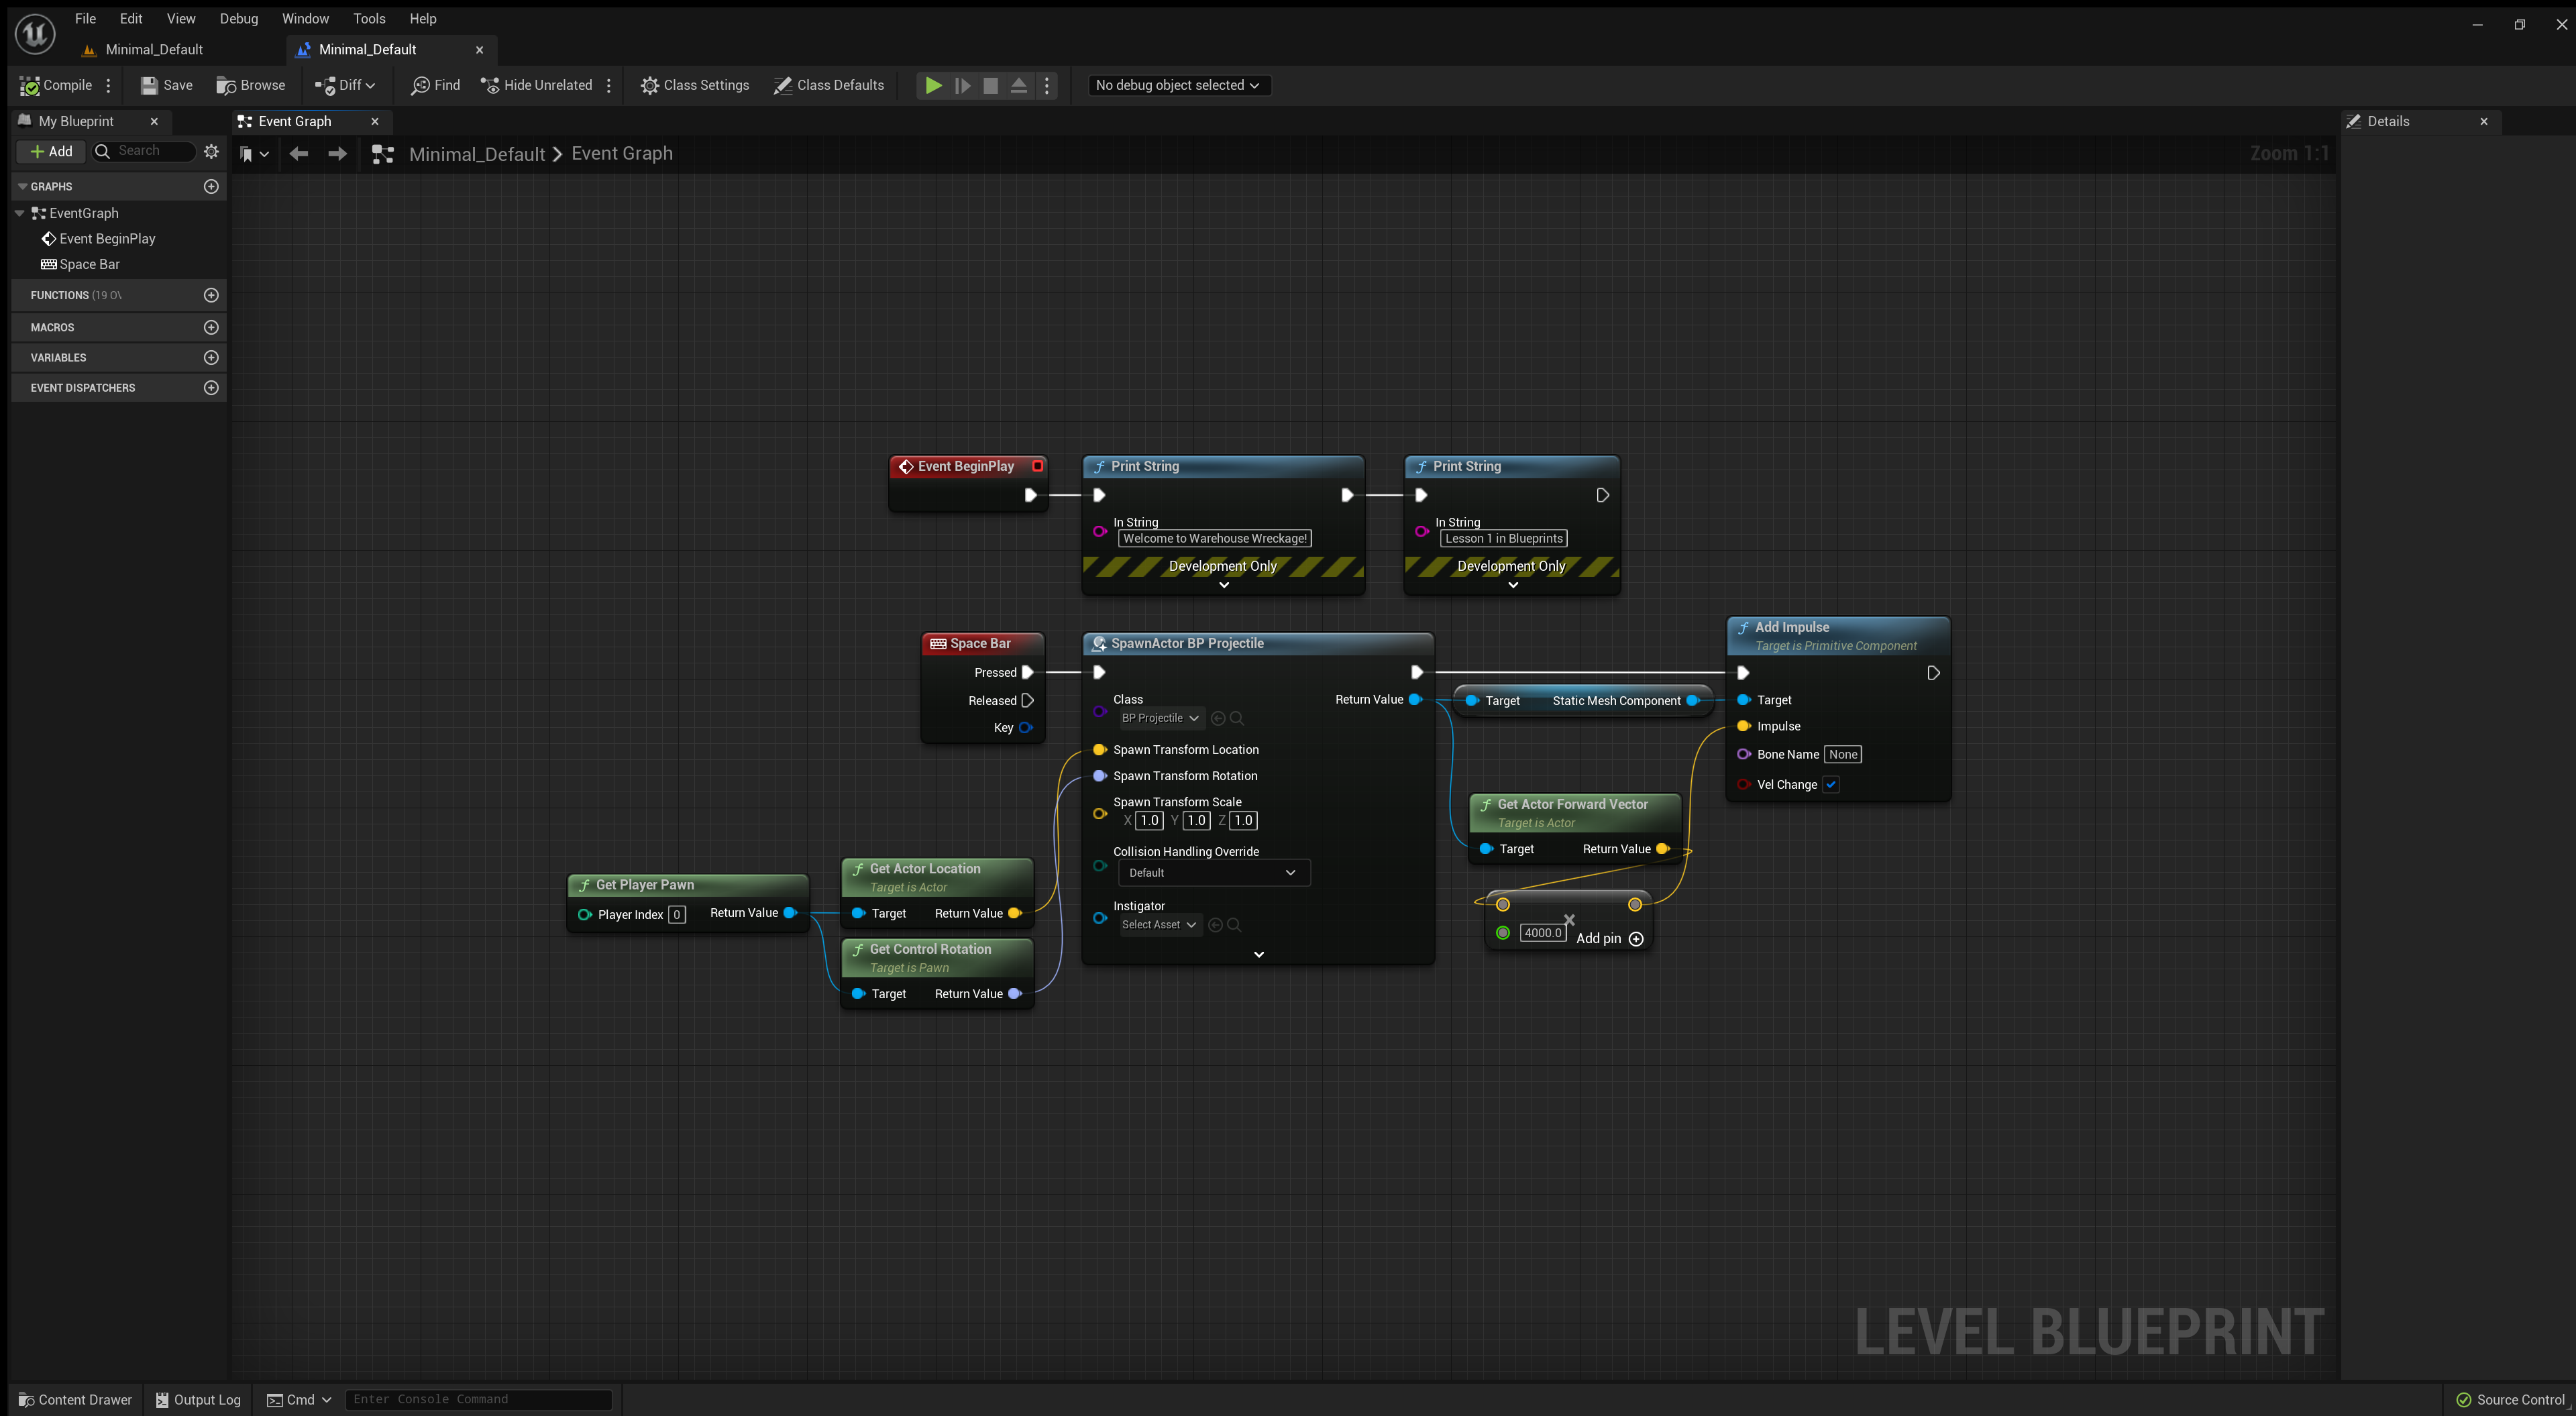 File Edit View Debug Window Tools Help
Minimal_Default Minimal_Default
Compile Save Browse Diff Find Hide Unrelated Class Settings Class Defaults No debug object selected
My Blueprint Event Graph Details
Add Search Minimal_Default Event Graph Zoom 1:1
GRAPHS
EventGraph
Event BeginPlay
Space Bar
FUNCTIONS (19
MACROS
VARIABLES
EVENT DISPATCHERS
Event BeginPlay
Print String
In String
Welcome to Warehouse Wreckage!
Development Only
Print String
In String
Lesson 1 in Blueprints
Development Only
Space Bar
Pressed
Released
Key
SpawnActor BP Projectile
Class Return Value
BP Projectile
Spawn Transform Location
Spawn Transform Rotation
Spawn Transform Scale
X 1.0 Y 1.0 Z 1.0
Collision Handling Override
Default
Instigator
Select Asset
Target Static Mesh Component
Add Impulse
Target is Primitive Component
Target
Impulse
Bone Name None
Vel Change
Get Actor Forward Vector
Target is Actor
Target Return Value
4000.0 Add pin
Get Player Pawn
Player Index 0 Return Value
Get Actor Location
Target is Actor
Target Return Value
Get Control Rotation
Target is Pawn
Target Return Value
LEVEL BLUEPRINT
Content Drawer Output Log Cmd Enter Console Command Source Control